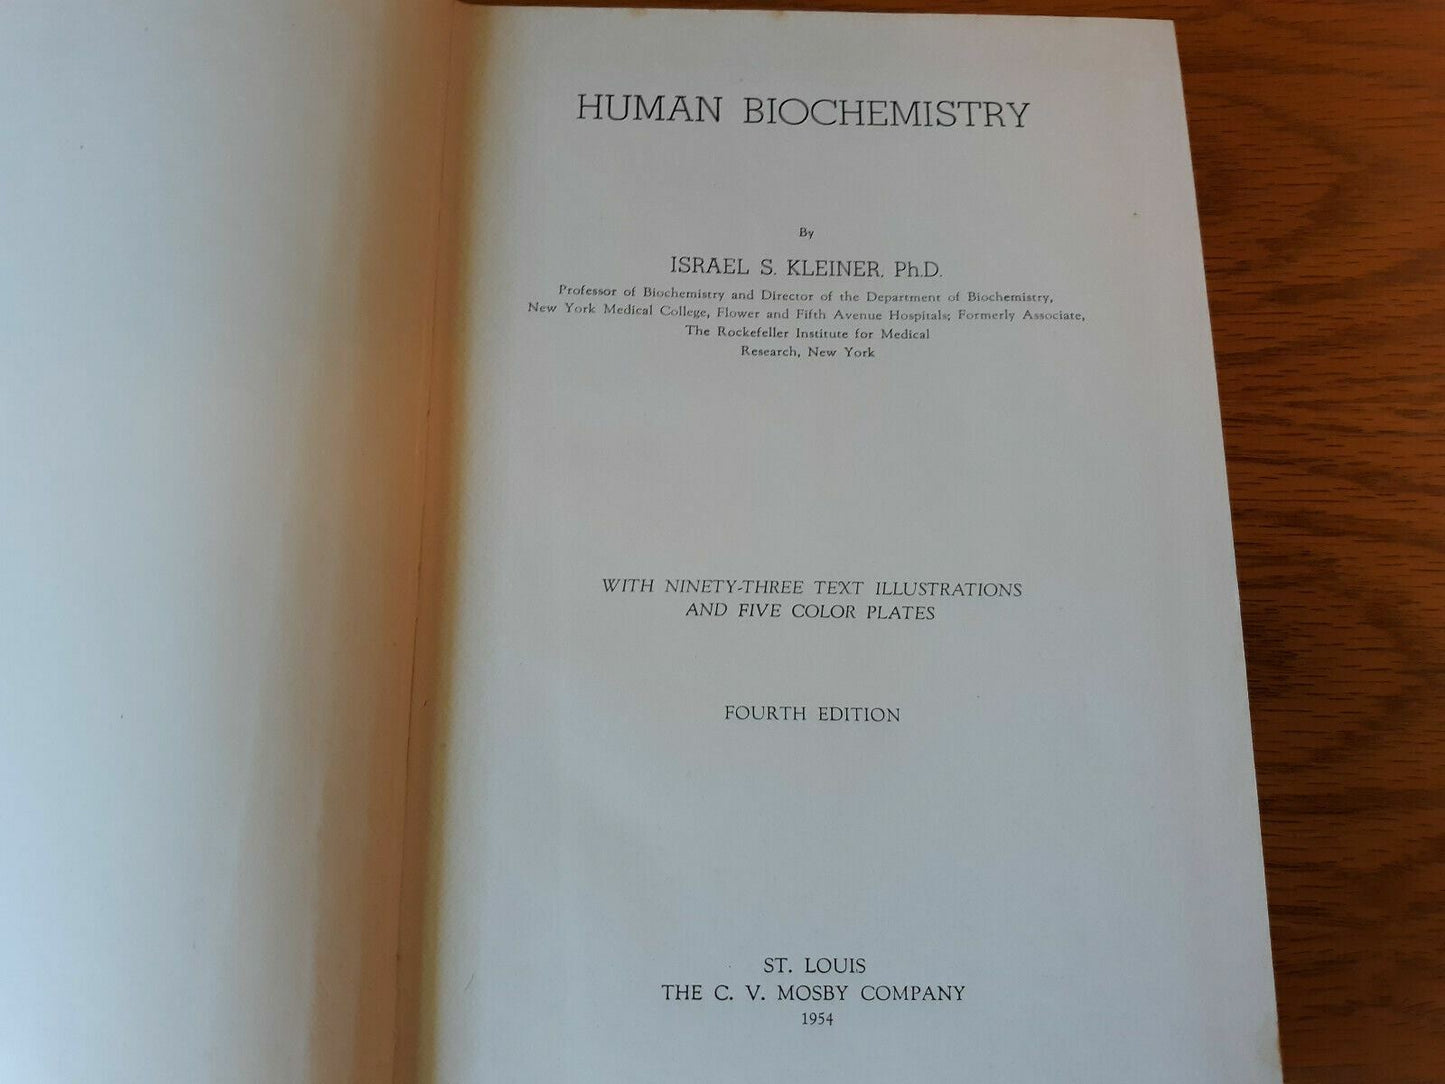 HUMAN BIOCHEMISTRY
By
ISRAEL S. KLEINER, Ph.D.
Professor of Biochemistry and Director of the Department of Biochemistry,
New York Medical College, Flower and Fifth Avenue Hospitals; Formerly Associate,
The Rockefeller Institute for Medical
Research, New York
WITH NINETY-THREE TEXT ILLUSTRATIONS
AND FIVE COLOR PLATES
FOURTH EDITION
ST. LOUIS
THE C. V. MOSBY COMPANY
1954